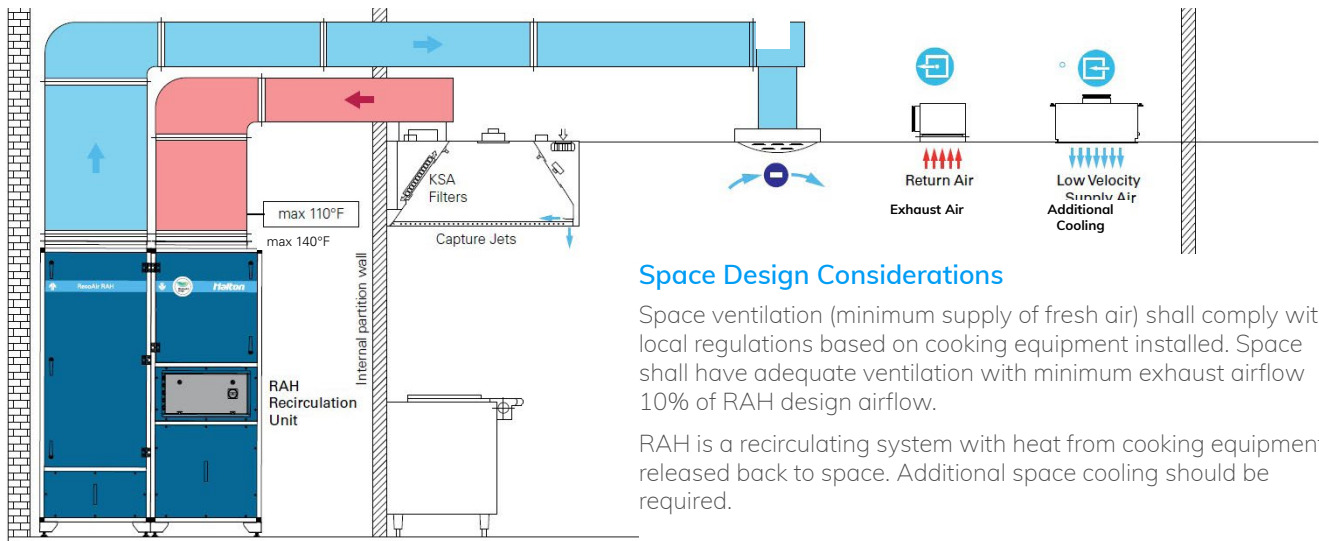 KSA
Filters
max 110°F
max 140°F
Capture Jets
Return Air
Exhaust Air
Low Velocity
Supply Air
Additional
Cooling
Internal partition wall
ResoAir RAH
Halton
RAH
Recirculation
Unit
Space Design Considerations
Space ventilation (minimum supply of fresh air) shall comply wit
local regulations based on cooking equipment installed. Space
shall have adequate ventilation with minimum exhaust airflow
10% of RAH design airflow.
RAH is a recirculating system with heat from cooking equipment
released back to space. Additional space cooling should be
required.